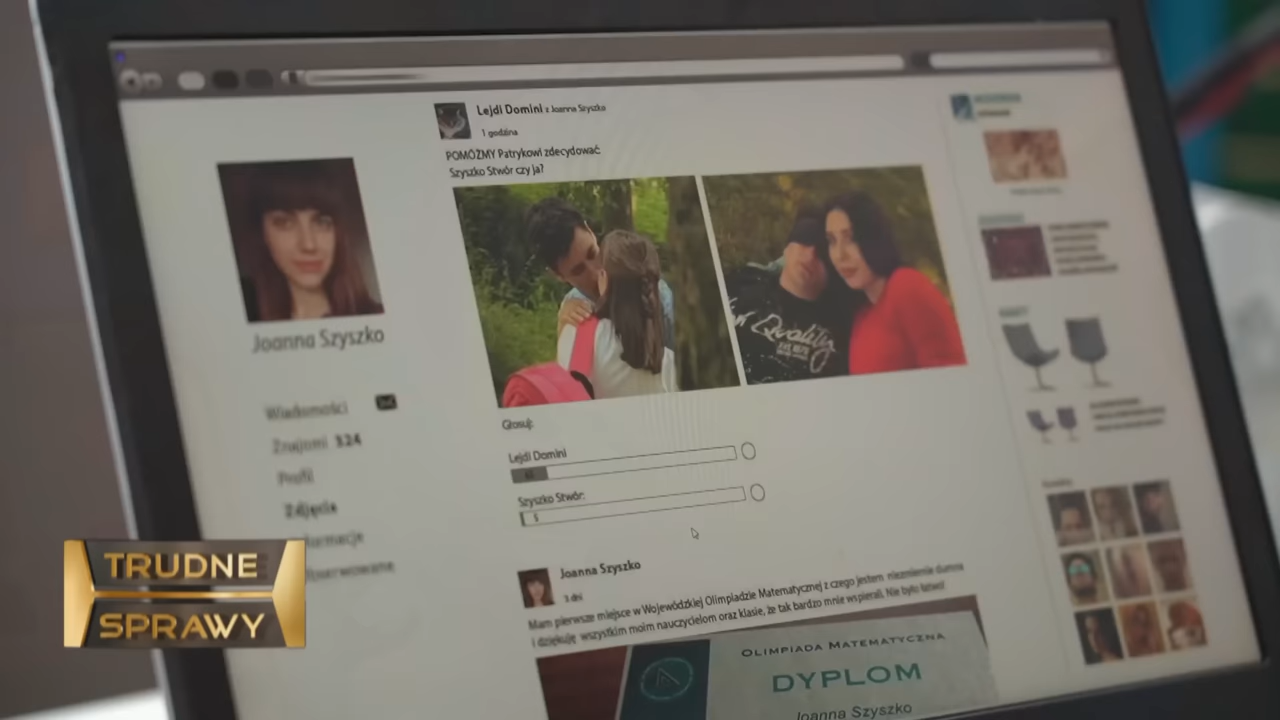 Lejdi Domini z Joanna Szyszko
1 godzina
POMÓŻMY Patrykowi zdecydować
Szyszko Stwór czy ja?
Joanna Szyszko
Wiadomości
Znajomi 324
Profil
Zdjęcia
Quality
Głosuj:
Lejdi Domini
Szyszko Stwór:
Joanna Szyszko
3 dni
Mam pierwsze miejsce w Wojewódzkiej Olimpiadzie Matematycznej z czego jestem niezmiernie dumna
i dziękuję wszystkim moim nauczycielom oraz klasie, że tak bardzo mnie wspierali. Nie było łatwo!
OLIMPIADA MATEMATYCZNA
DYPLOM
Joanna Szyszko
TRUDNE
SPRAWY